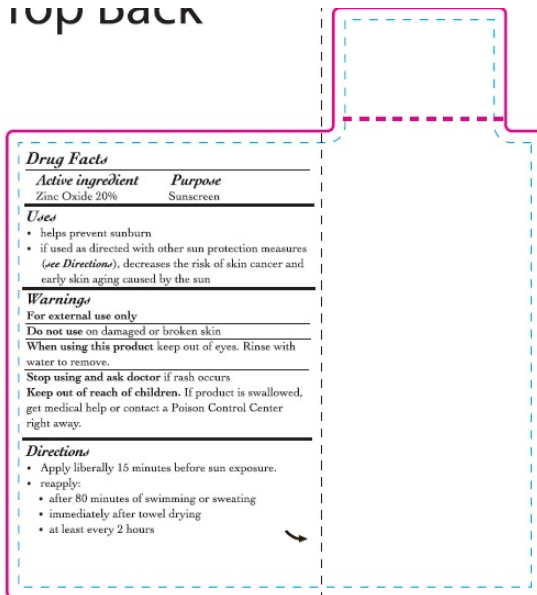 Top Back
Drug Facts
Active ingredient Purpose
Zinc Oxide 20% Sunscreen
Uses
• helps prevent sunburn
• if used as directed with other sun protection measures
(see Directions), decreases the risk of skin cancer and
early skin aging caused by the sun
Warnings
For external use only
Do not use on damaged or broken skin
When using this product keep out of eyes. Rinse with
water to remove.
Stop using and ask doctor if rash occurs
Keep out of reach of children. If product is swallowed,
get medical help or contact a Poison Control Center
right away.
Directions
• Apply liberally 15 minutes before sun exposure.
• reapply:
• after 80 minutes of swimming or sweating
• immediately after towel drying
• at least every 2 hours